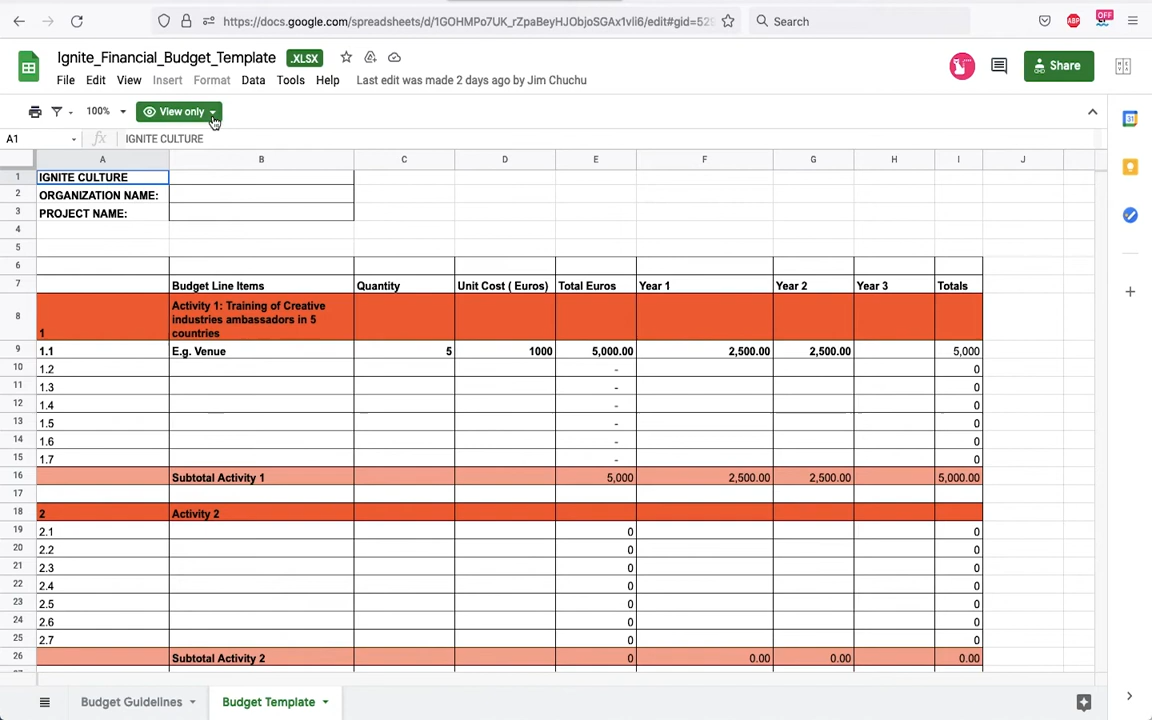 https://docs.google.com/spreadsheets/d/1GOHMPo7UK_rZpaBeyHJObjoSGAx1vli6/edit#gid=529
Search
ABP
OFF
Ignite_Financial_Budget_Template .XLSX
Share
File Edit View Insert Format Data Tools Help Last edit was made 2 days ago by Jim Chuchu
100% View only
31
A1 fx IGNITE CULTURE
A B C D E F G H I J
1 IGNITE CULTURE
2 ORGANIZATION NAME:
3 PROJECT NAME:
4
5
6
7 Budget Line Items Quantity Unit Cost ( Euros) Total Euros Year 1 Year 2 Year 3 Totals
Activity 1: Training of Creative
8 industries ambassadors in 5
1 countries
9 1.1 E.g. Venue 5 1000 5,000.00 2,500.00 2,500.00 5,000
10 1.2 - 0
11 1.3 - 0
12 1.4 - 0
13 1.5 - 0
14 1.6 - 0
15 1.7 - 0
16 Subtotal Activity 1 5,000 2,500.00 2,500.00 5,000.00
17
18 2 Activity 2
19 2.1 0 0
20 2.2 0 0
21 2.3 0 0
22 2.4 0 0
23 2.5 0 0
24 2.6 0 0
25 2.7 0 0
26 Subtotal Activity 2 0 0.00 0.00 0.00
Budget Guidelines Budget Template